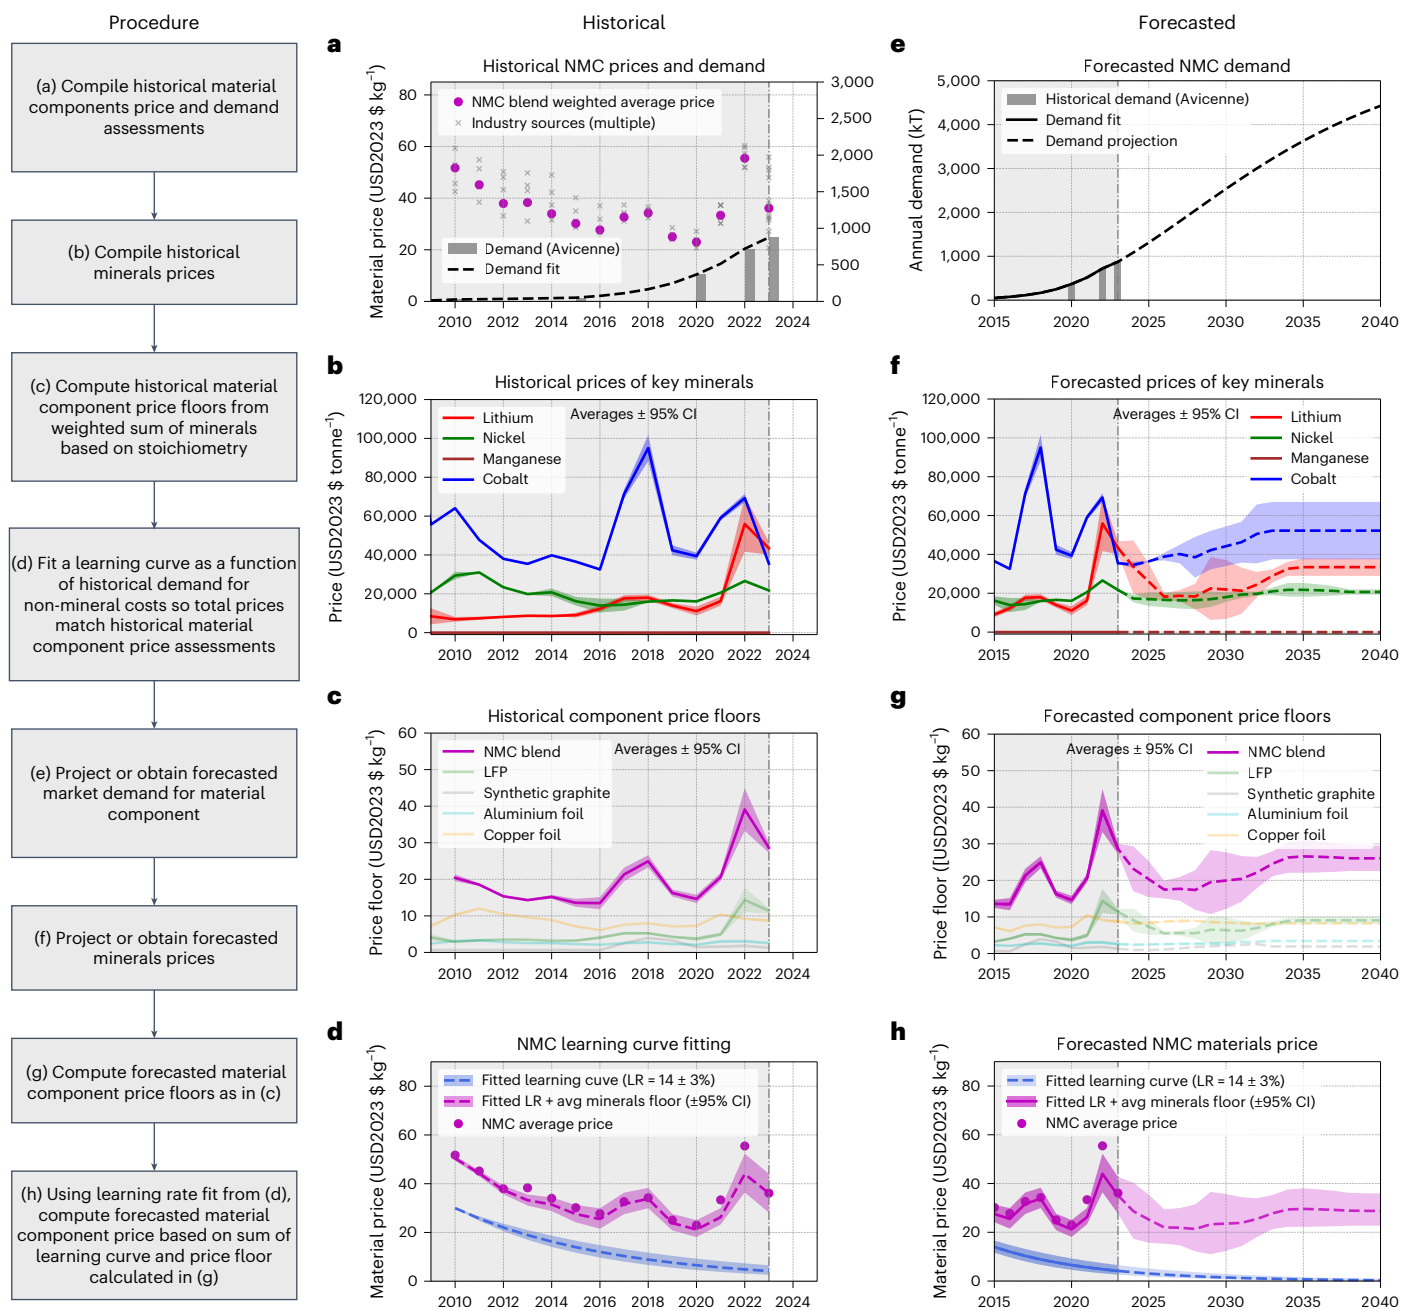 Procedure
(a) Compile historical material
components price and demand
assessments
(b) Compile historical
minerals prices
(c) Compute historical material
component price floors from
weighted sum of minerals
based on stoichiometry
(d) Fit a learning curve as a function
of historical demand for
non-mineral costs so total prices
match historical material
component price assessments
(e) Project or obtain forecasted
market demand for material
component
(f) Project or obtain forecasted
minerals prices
(g) Compute forecasted material
component price floors as in (c)
(h) Using learning rate fit from (d),
compute forecasted material
component price based on sum of
learning curve and price floor
calculated in (g)
Historical
a
Historical NMC prices and demand
Material price (USD2023 $ kg⁻¹)
80
60
40
20
0
3,000
2,500
2,000
1,500
1,000
500
0
NMC blend weighted average price
Industry sources (multiple)
Demand (Avicenne)
Demand fit
2010 2012 2014 2016 2018 2020 2022 2024
b
Historical prices of key minerals
Price (USD2023 $ tonne⁻¹)
120,000
100,000
80,000
60,000
40,000
20,000
0
Averages ± 95% CI
Lithium
Nickel
Manganese
Cobalt
2010 2012 2014 2016 2018 2020 2022 2024
c
Historical component price floors
Price floor (USD2023 $ kg⁻¹)
60
50
40
30
20
10
0
Averages ± 95% CI
NMC blend
LFP
Synthetic graphite
Aluminium foil
Copper foil
2010 2012 2014 2016 2018 2020 2022 2024
d
NMC learning curve fitting
Material price (USD2023 $ kg⁻¹)
80
60
40
20
0
Fitted learning cuve (LR = 14 ± 3%)
Fitted LR + avg minerals floor (±95% CI)
NMC average price
2010 2012 2014 2016 2018 2020 2022 2024
Forecasted
e
Forecasted NMC demand
Annual demand (kT)
5,000
4,000
3,000
2,000
1,000
0
Historical demand (Avicenne)
Demand fit
Demand projection
2015 2020 2025 2030 2035 2040
f
Forecasted prices of key minerals
Price (USD2023 $ tonne⁻¹)
120,000
100,000
80,000
60,000
40,000
20,000
0
Averages ± 95% CI
Lithium
Nickel
Manganese
Cobalt
2015 2020 2025 2030 2035 2040
g
Forecasted component price floors
Price floor ([USD2023 $ kg⁻¹)
60
50
40
30
20
10
0
Averages ± 95% CI
NMC blend
LFP
Synthetic graphite
Aluminium foil
Copper foil
2015 2020 2025 2030 2035 2040
h
Forecasted NMC materials price
Material price (USD2023 $ kg⁻¹)
80
60
40
20
0
Fitted learning curve (LR = 14 ± 3%)
Fitted LR + avg minerals floor (±95% CI)
NMC average price
2015 2020 2025 2030 2035 2040